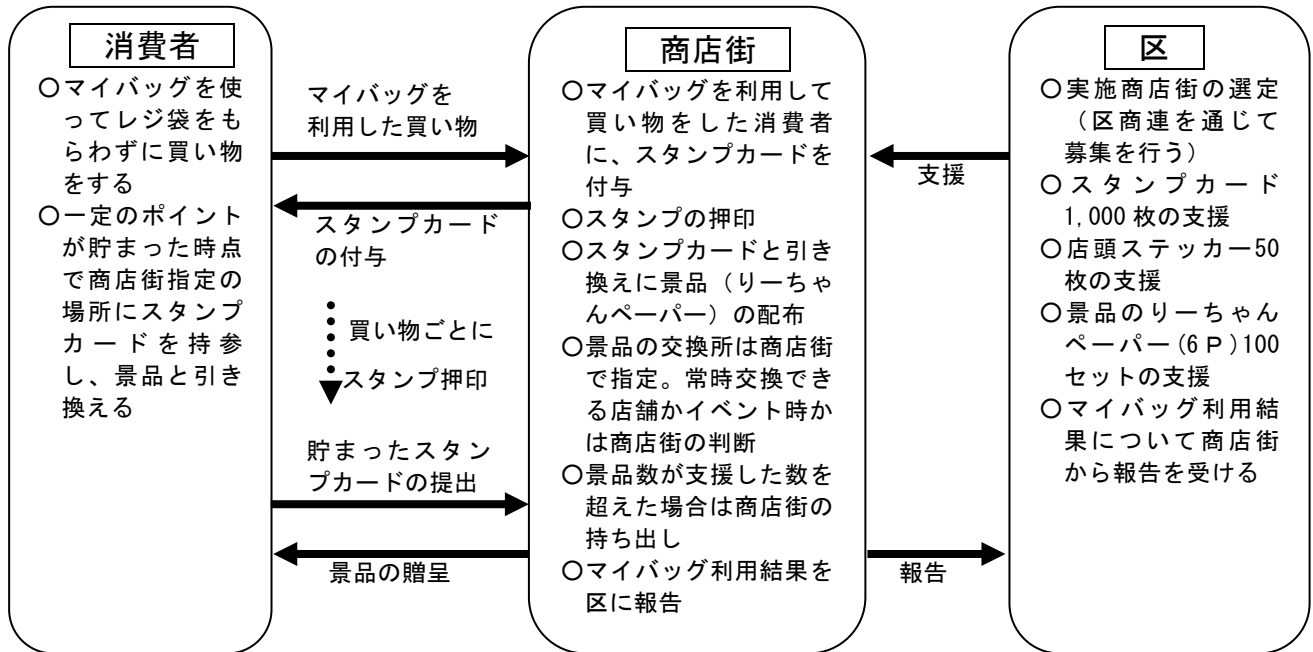 消費者
○マイバッグを使
ってレジ袋をも
らわずに買い物
をする
○一定のポイント
が貯まった時点
で商店街指定の
場所にスタンプ
カードを持参
し、景品と引き
換える
マイバッグを
利用した買い物
スタンプカード
の付与
買い物ごとに
スタンプ押印
貯まったスタン
プカードの提出
景品の贈呈
商店街
○マイバッグを利用して
買い物をした消費者
に、スタンプカードを
付与
○スタンプの押印
○スタンプカードと引き
換えに景品（りーちゃ
んペーパー）の配布
○景品の交換所は商店街
で指定。常時交換でき
る店舗かイベント時か
は商店街の判断
○景品数が支援した数を
超えた場合は商店街の
持ち出し
○マイバッグ利用結果を
区に報告
支援
報告
区
○実施商店街の選定
（区商連を通じて
募集を行う）
○スタンプカード
1,000 枚の支援
○店頭ステッカー50
枚の支援
○景品のりーちゃん
ペーパー(6Ｐ)100
セットの支援
○マイバッグ利用結
果について商店街
から報告を受ける